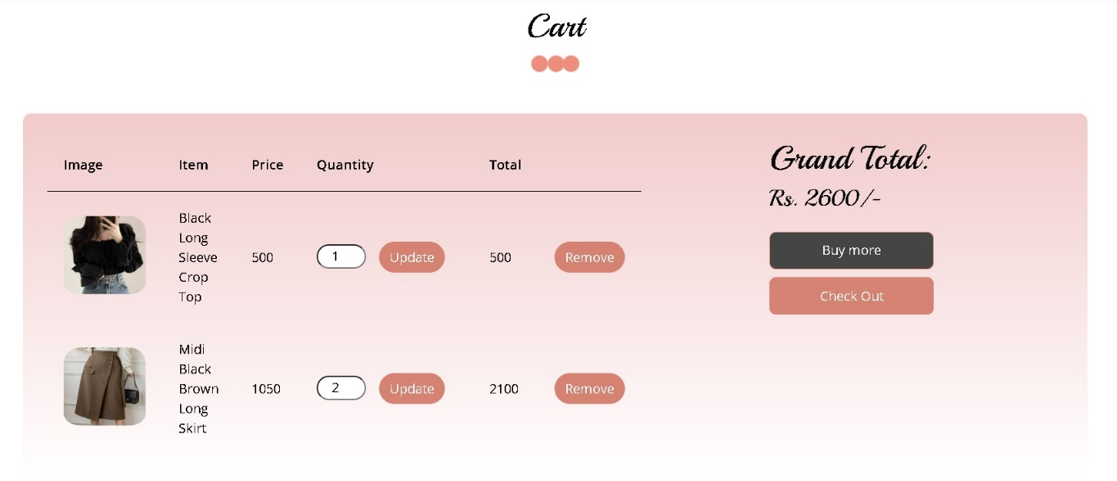 Cart
Image Item Price Quantity Total
Black
Long
Sleeve
Crop
Top
500 1 Update 500 Remove
Midi
Black
Brown
Long
Skirt
1050 2 Update 2100 Remove
Grand Total:
Rs. 2600/-
Buy more
Check Out